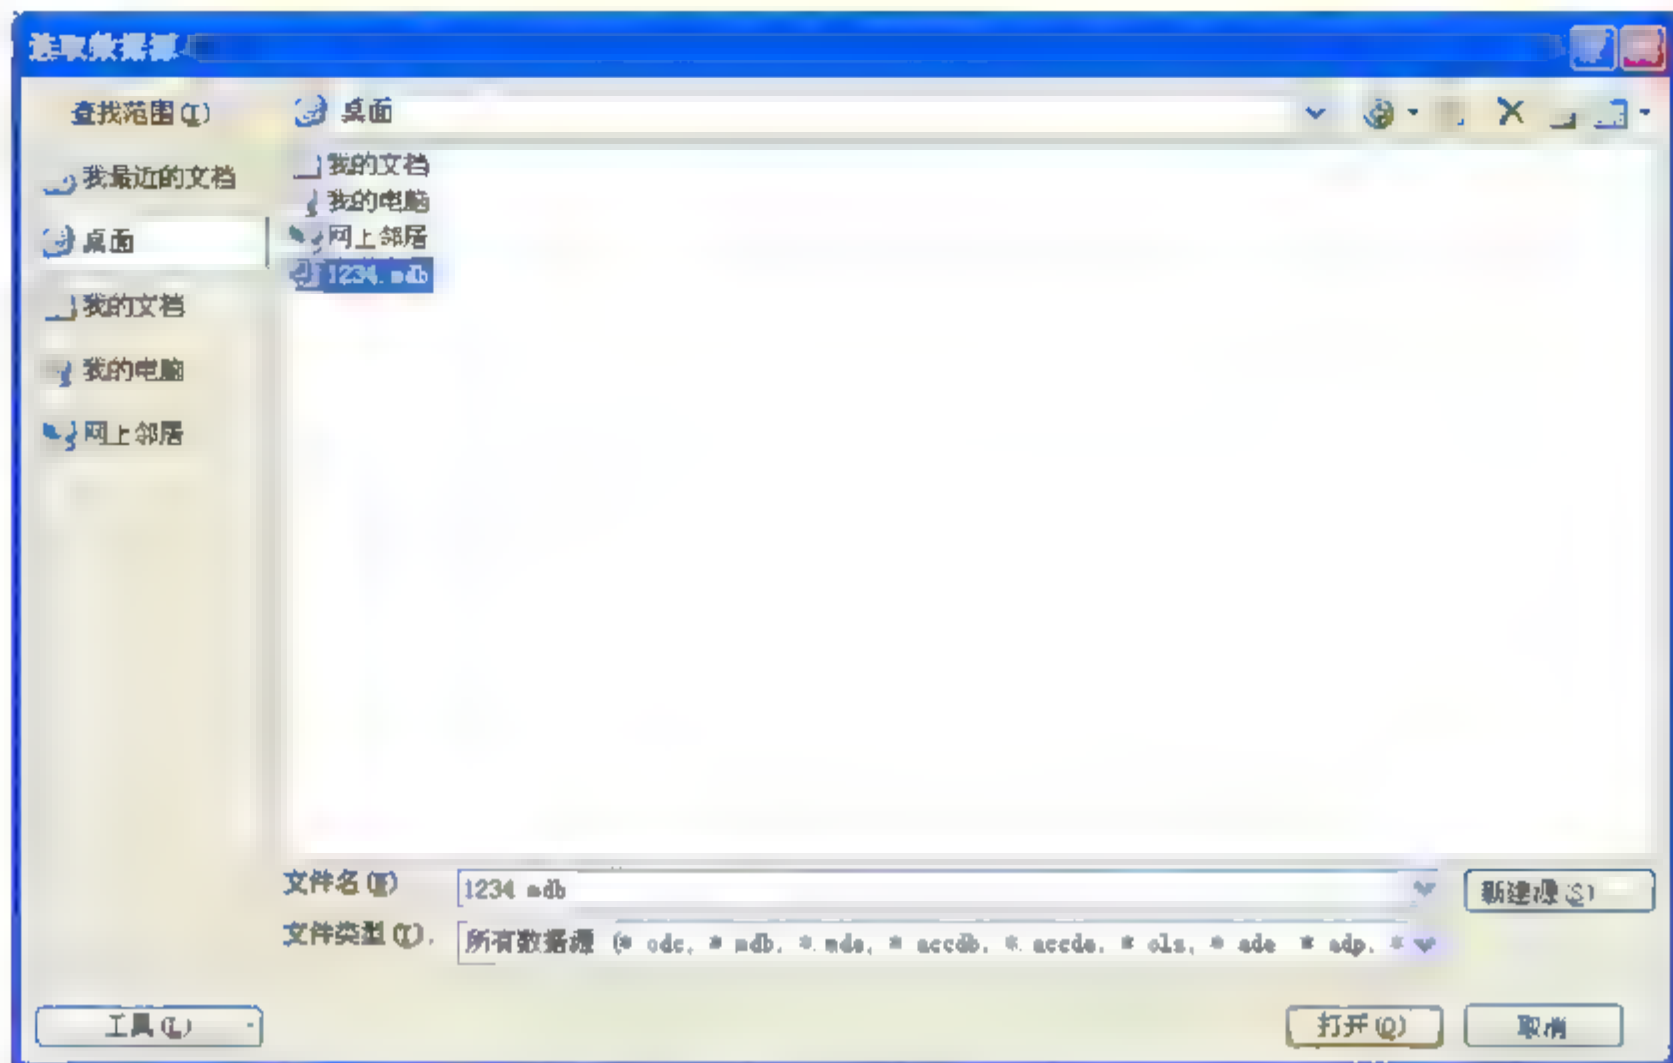 选取数据源
查找范围(I) 桌面
我最近的文档
桌面
我的文档
我的电脑
网上邻居
我的文档
我的电脑
网上邻居
1234.mdb
文件名(N) 1234 mdb 新建源(S)
文件类型(T). 所有数据源 (* odc, * mdb, *.mde, * accdb, *.accde, * ols, * ade * adp, *
工具(L) 打开(O) 取消